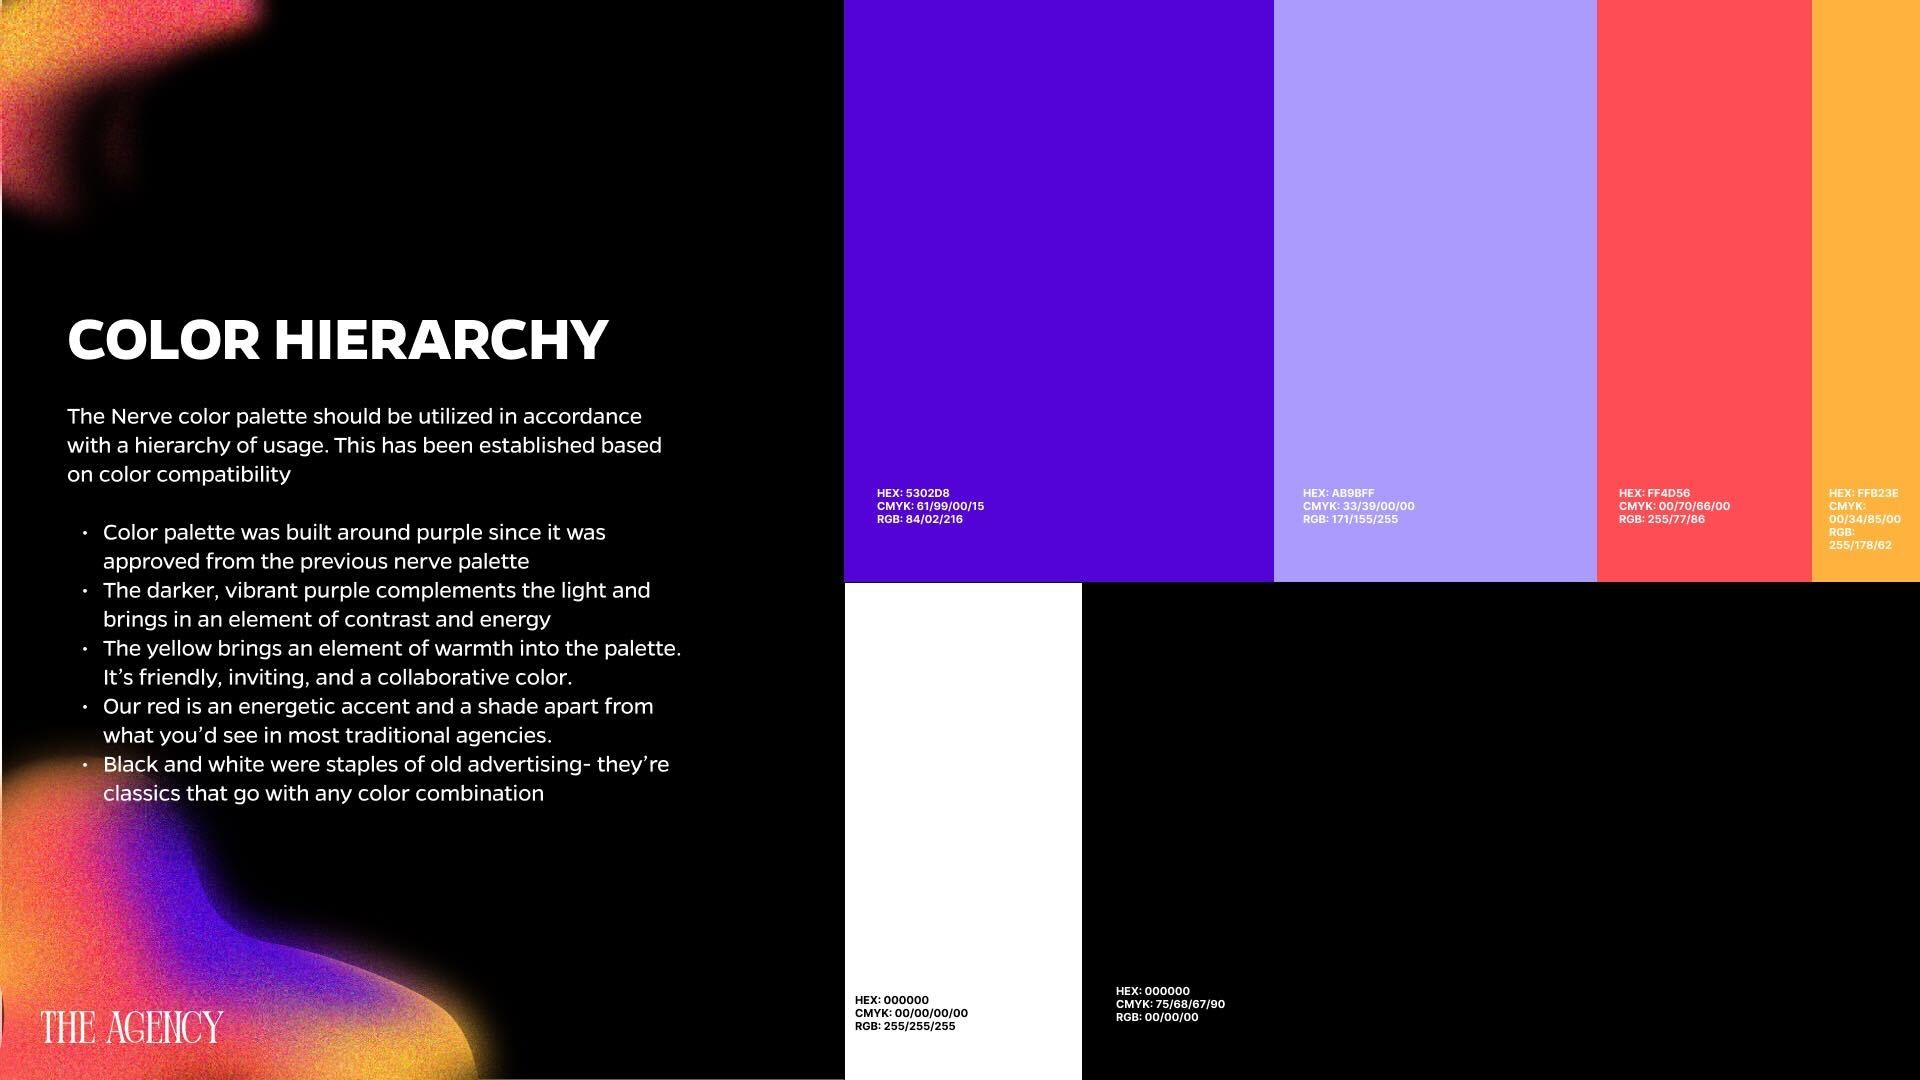 COLOR HIERARCHY
The Nerve color palette should be utilized in accordance
with a hierarchy of usage. This has been established based
on color compatibility
• Color palette was built around purple since it was
approved from the previous nerve palette
• The darker, vibrant purple complements the light and
brings in an element of contrast and energy
• The yellow brings an element of warmth into the palette.
It’s friendly, inviting, and a collaborative color.
• Our red is an energetic accent and a shade apart from
what you’d see in most traditional agencies.
• Black and white were staples of old advertising- they’re
classics that go with any color combination
THE AGENCY
HEX: 5302D8
CMYK: 61/99/00/15
RGB: 84/02/216
HEX: AB9BFF
CMYK: 33/39/00/00
RGB: 171/155/255
HEX: FF4D56
CMYK: 00/70/66/00
RGB: 255/77/86
HEX: FFB23E
CMYK:
00/34/85/00
RGB:
255/178/62
HEX: 000000
CMYK: 00/00/00/00
RGB: 255/255/255
HEX: 000000
CMYK: 75/68/67/90
RGB: 00/00/00